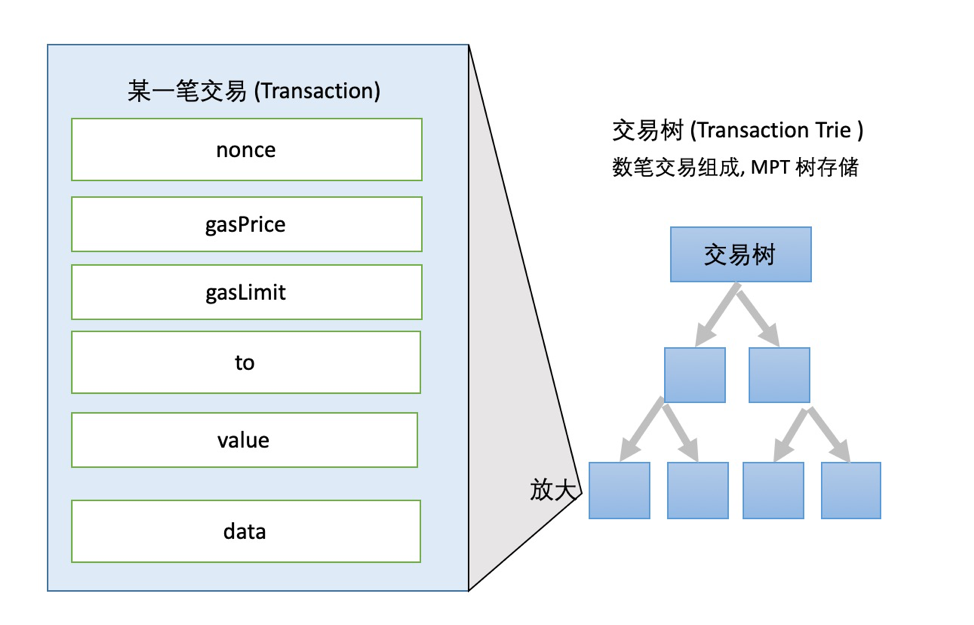 某一笔交易 (Transaction)
nonce
gasPrice
gasLimit
to
value
data
放大
交易树 (Transaction Trie )
数笔交易组成, MPT 树存储
交易树